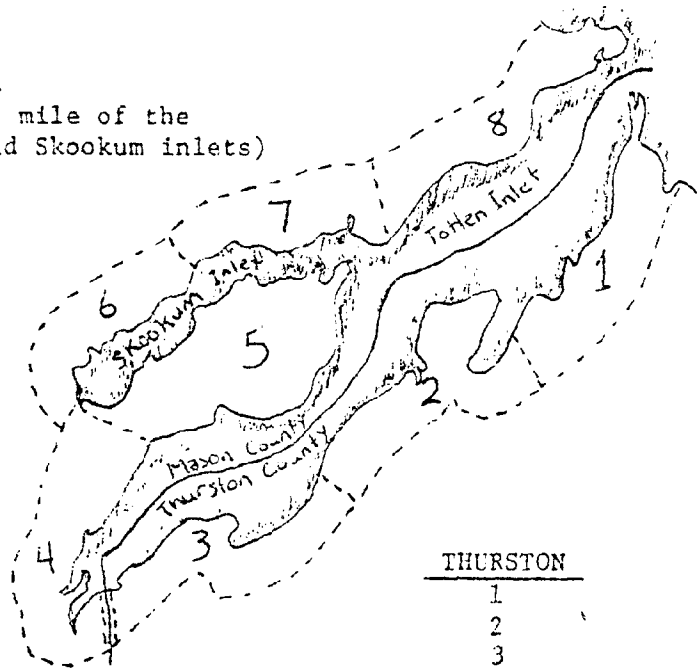 mile of the
d Skookum inlets)
8
Totten Inlet
7
1
6
Skookum Inlet
5
2
Mason County
Thurston County
4
3
THURSTON
1
2
3